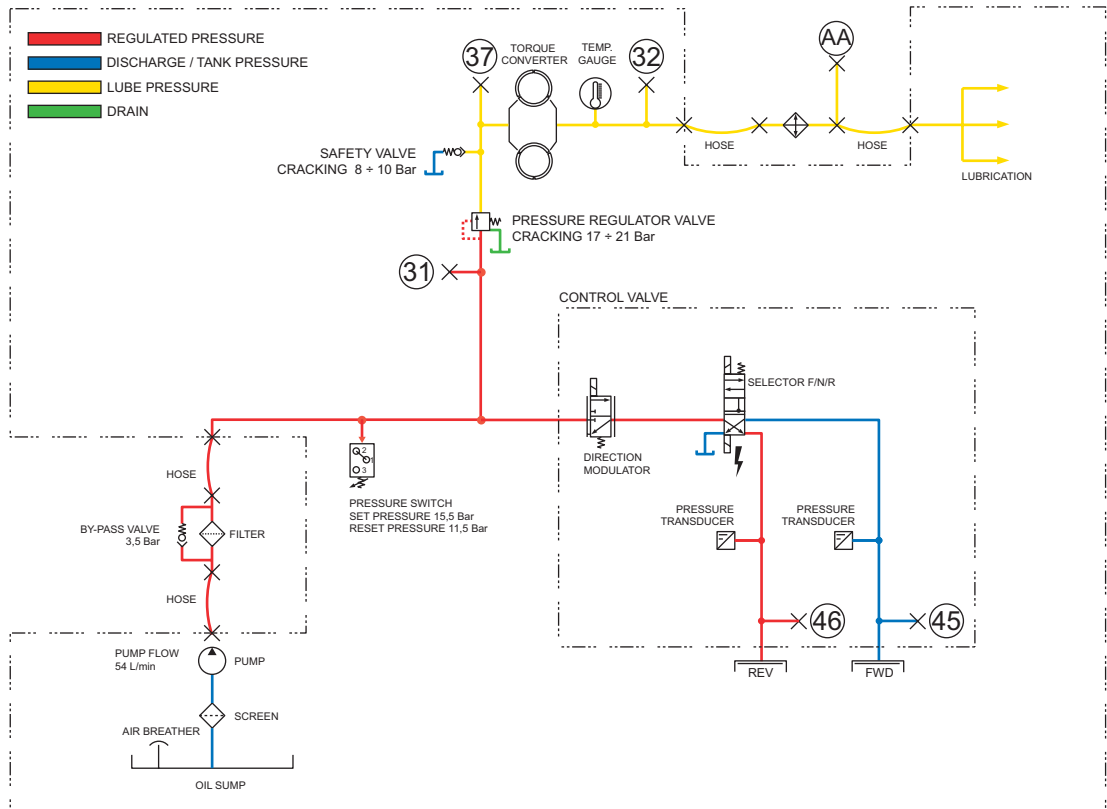 REGULATED PRESSURE
DISCHARGE / TANK PRESSURE
LUBE PRESSURE
DRAIN
37
TORQUE
CONVERTER
TEMP.
GAUGE
32
AA
HOSE
HOSE
LUBRICATION
SAFETY VALVE
CRACKING 8 ÷ 10 Bar
PRESSURE REGULATOR VALVE
CRACKING 17 ÷ 21 Bar
31
CONTROL VALVE
SELECTOR F/N/R
DIRECTION
MODULATOR
2
1
3
PRESSURE SWITCH
SET PRESSURE 15,5 Bar
RESET PRESSURE 11,5 Bar
HOSE
BY-PASS VALVE
3,5 Bar
FILTER
HOSE
PRESSURE
TRANSDUCER
PRESSURE
TRANSDUCER
46
45
REV
FWD
PUMP FLOW
54 L/min
PUMP
SCREEN
AIR BREATHER
OIL SUMP